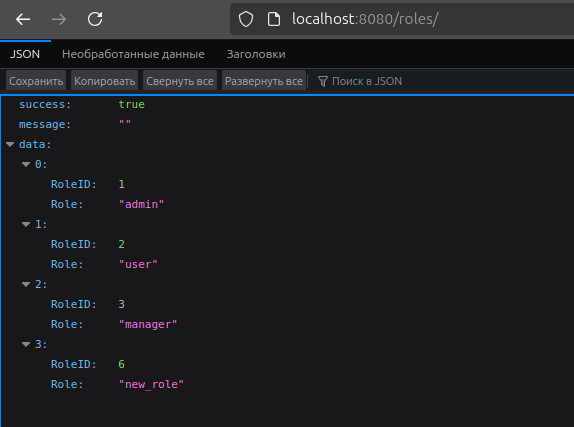 localhost:8080/roles/
JSON Необработанные данные Заголовки
Сохранить Копировать Свернуть все Развернуть все Поиск в JSON
success: true
message: ""
data:
0:
RoleID: 1
Role: "admin"
1:
RoleID: 2
Role: "user"
2:
RoleID: 3
Role: "manager"
3:
RoleID: 6
Role: "new_role"